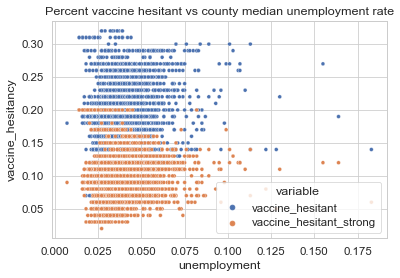 Percent vaccine hesitant vs county median unemployment rate
vaccine_hesitancy
0.30
0.25
0.20
0.15
0.10
0.05
variable
vaccine_hesitant
vaccine_hesitant_strong
0.000 0.025 0.050 0.075 0.100 0.125 0.150 0.175
unemployment